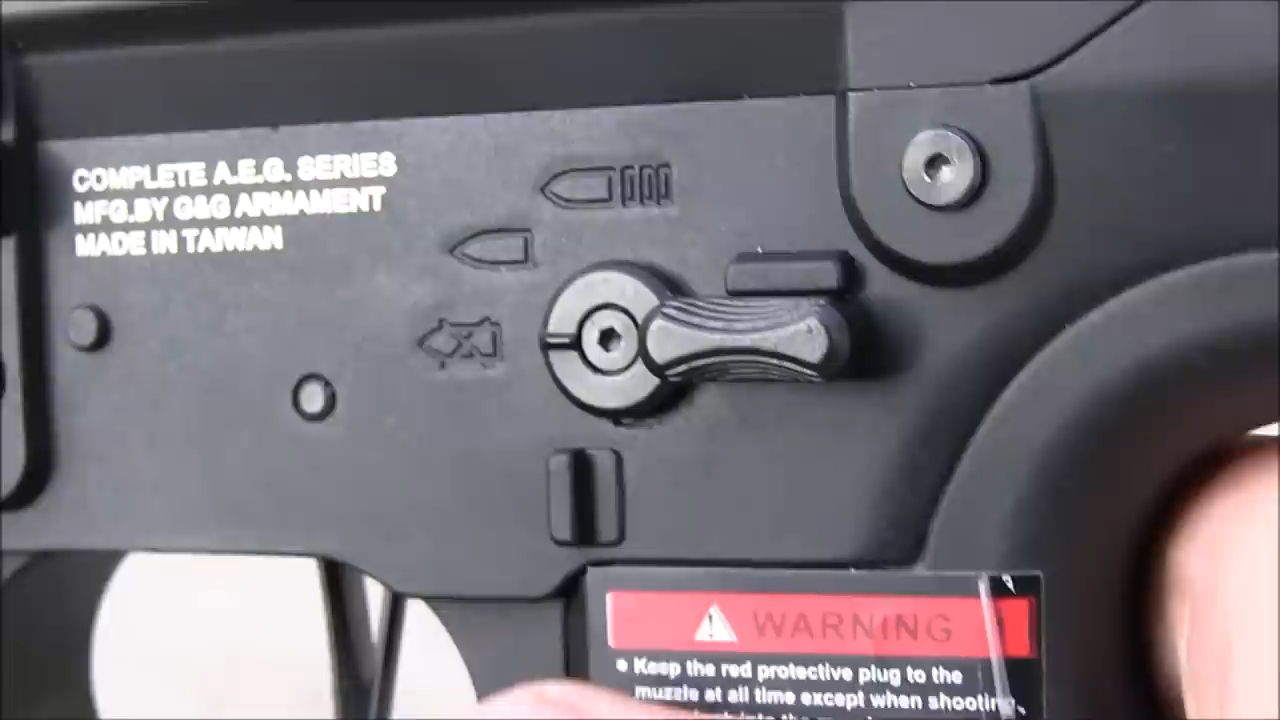 COMPLETE A.E.G. SERIES
MFG.BY G&G ARMAMENT
MADE IN TAIWAN
WARNING
• Keep the red protective plug to the
muzzle at all time except when shooting